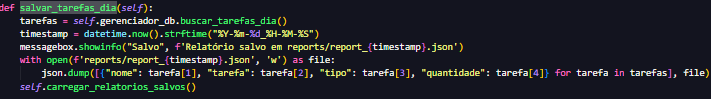 def salvar_tarefas_dia(self):
tarefas = self.gerenciador_db.buscar_tarefas_dia()
timestamp = datetime.now().strftime("%Y-%m-%d_%H-%M-%S")
messagebox.showinfo("Salvo", f'Relatório salvo em reports/report_{timestamp}.json')
with open(f'reports/report_{timestamp}.json', 'w') as file:
json.dump([{"nome": tarefa[1], "tarefa": tarefa[2], "tipo": tarefa[3], "quantidade": tarefa[4]} for tarefa in tarefas], file)
self.carregar_relatorios_salvos()